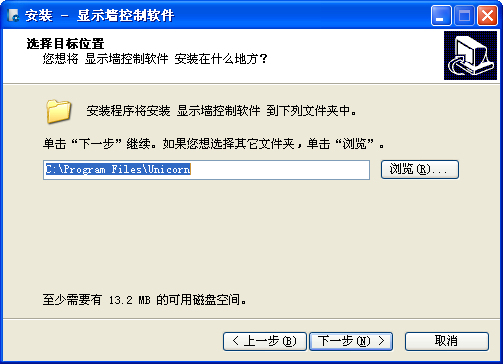 安装 - 显示墙控制软件
选择目标位置
您想将 显示墙控制软件 安装在什么地方？
安装程序将安装 显示墙控制软件 到下列文件夹中。
单击“下一步”继续。如果您想选择其它文件夹，单击“浏览”。
C:\Program Files\Unicorn
浏览(R)...
至少需要有 13.2 MB 的可用磁盘空间。
< 上一步(B)
下一步(N) >
取消